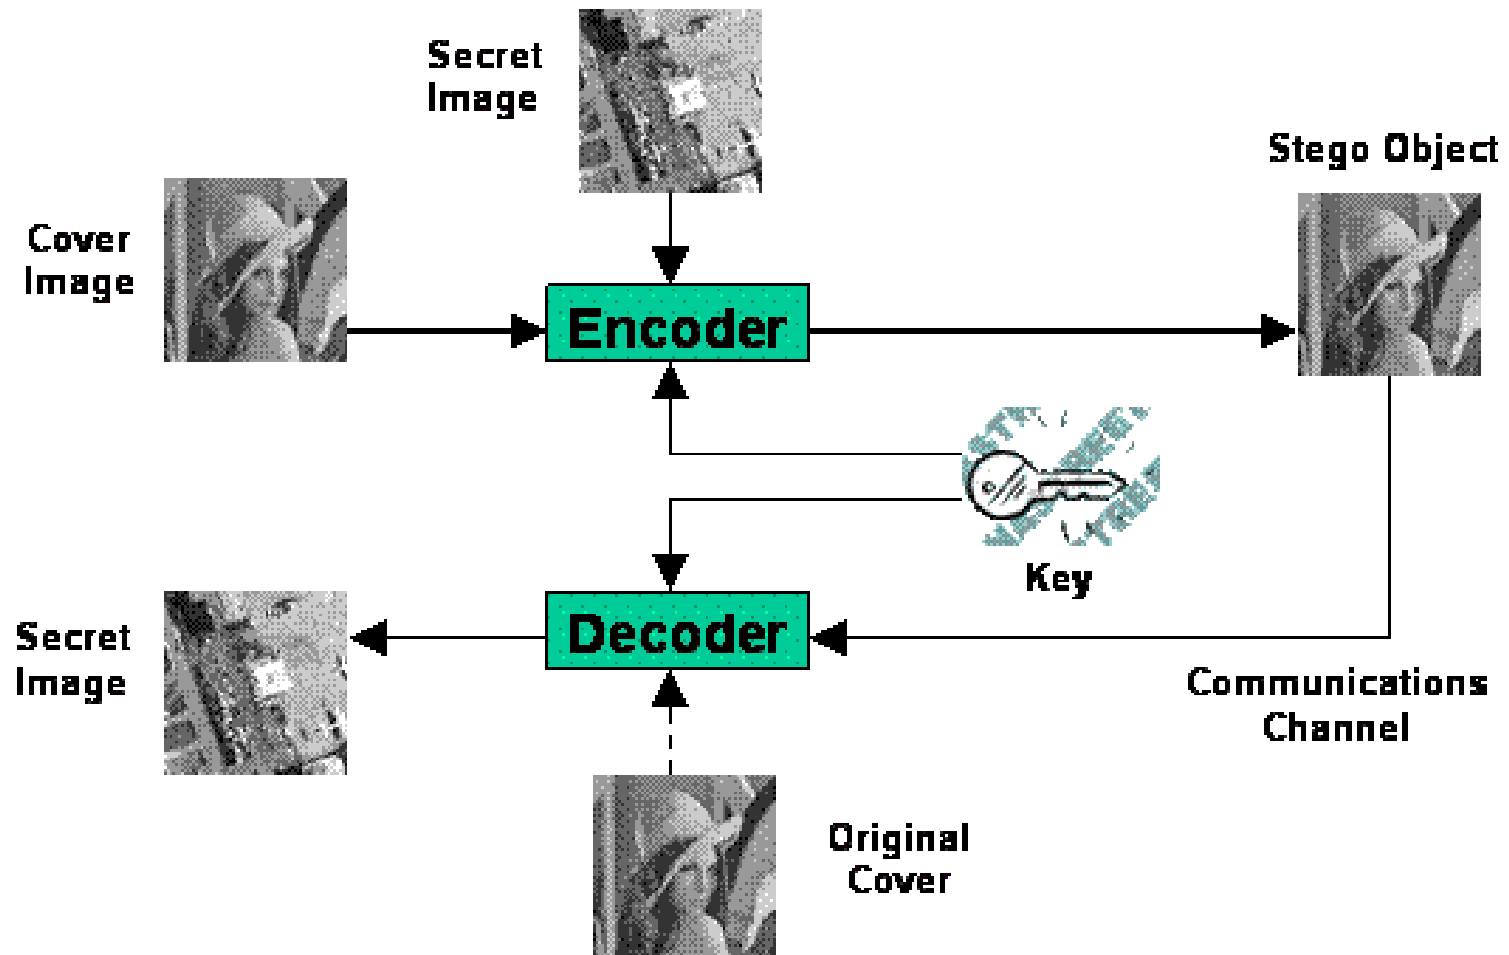 Secret
Image
Stego Object
Cover
Image
Encoder
Key
Secret
Image
Decoder
Communications
Channel
Original
Cover